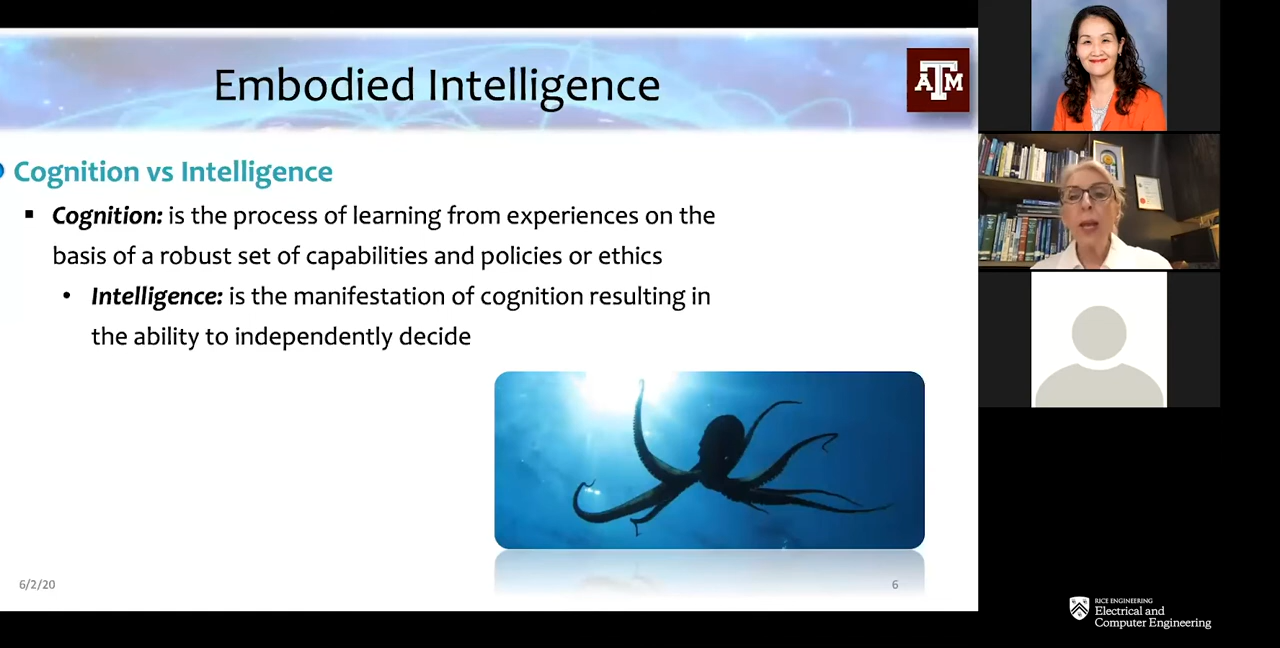 Embodied Intelligence
ATM
Cognition vs Intelligence
Cognition: is the process of learning from experiences on the
basis of a robust set of capabilities and policies or ethics
Intelligence: is the manifestation of cognition resulting in
the ability to independently decide
6/2/20
6
RICE ENGINEERING
Electrical and
Computer Engineering